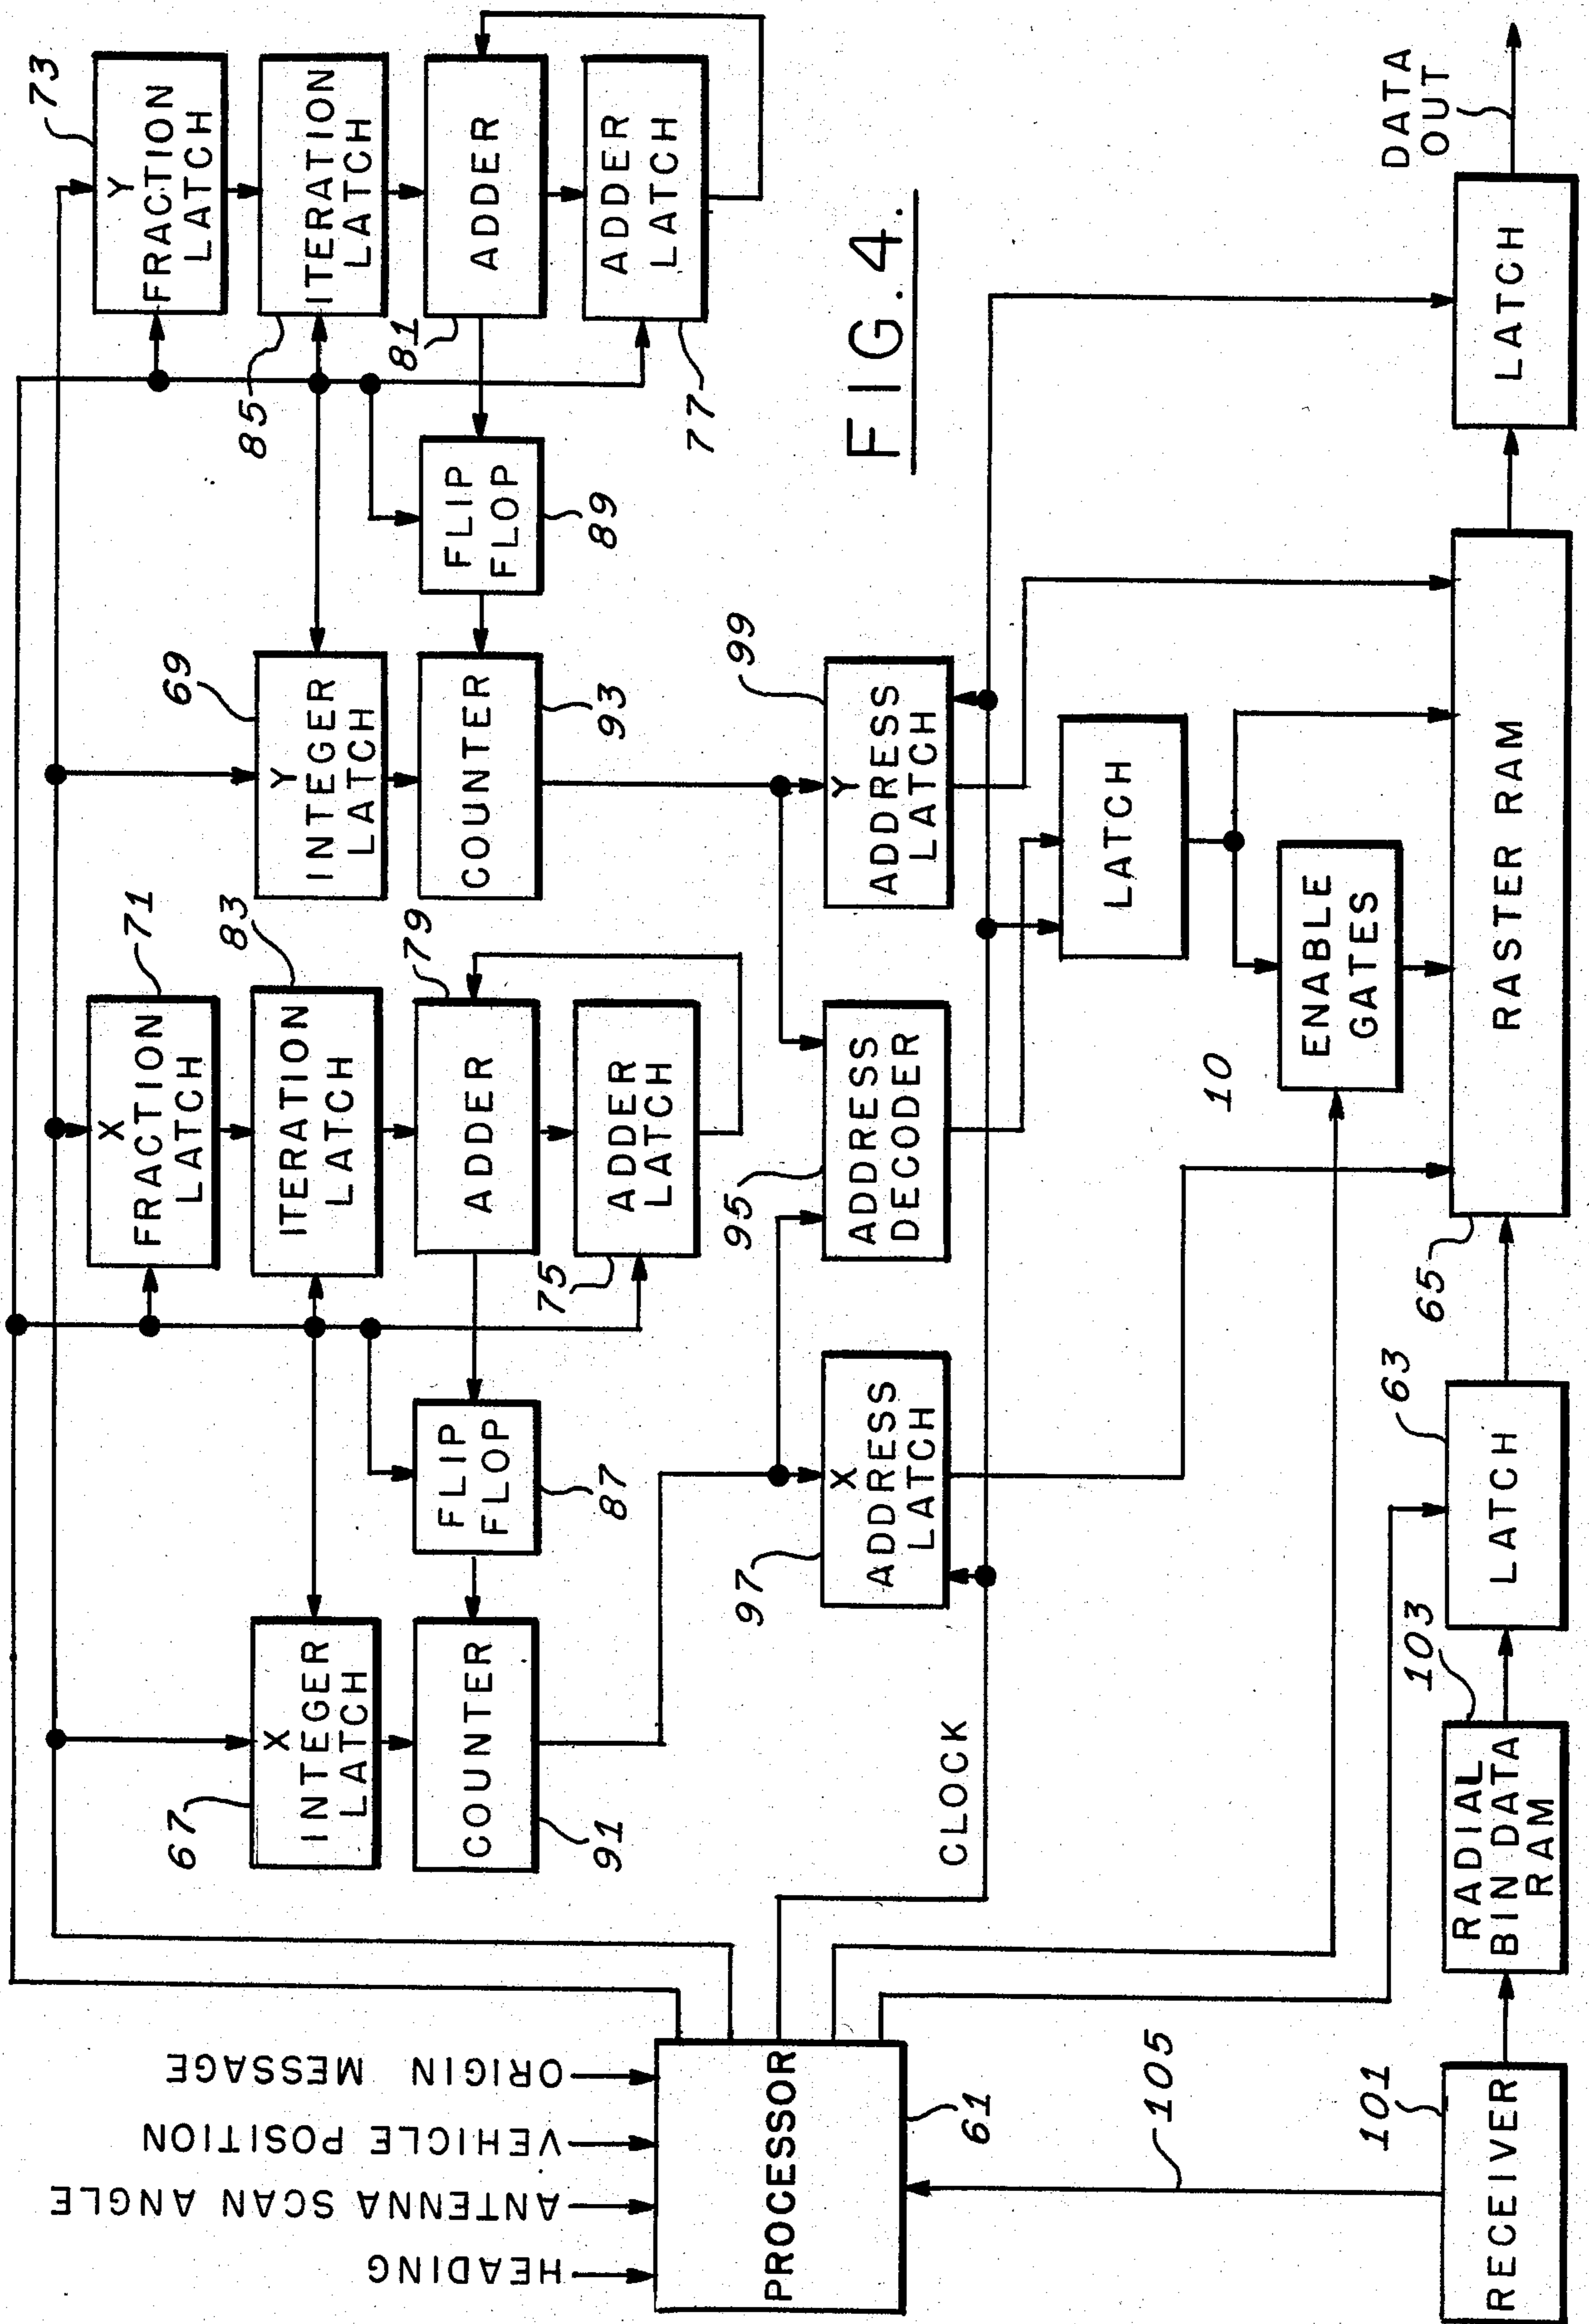 73
Y
FRACTION
LATCH
ITERATION
LATCH
85
ADDER
81
ADDER
LATCH
77
FLIP
FLOP
89
69
Y
INTEGER
LATCH
COUNTER
93
71
X
FRACTION
LATCH
83
ITERATION
LATCH
79
ADDER
ADDER
LATCH
75
FLIP
FLOP
87
X
INTEGER
LATCH
67
COUNTER
91
FIG. 4.
99
Y
ADDRESS
LATCH
95
ADDRESS
DECODER
97
X
ADDRESS
LATCH
CLOCK
LATCH
10
ENABLE
GATES
ORIGIN MESSAGE
VEHICLE POSITION
ANTENNA SCAN ANGLE
HEADING
PROCESSOR
61
105
101
RECEIVER
103
RADIAL
BIN DATA
RAM
63
LATCH
65
RASTER RAM
LATCH
DATA
OUT